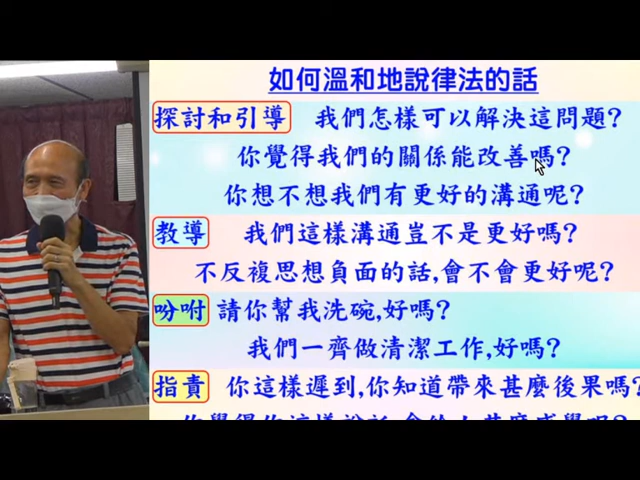 如何溫和地說律法的話
探討和引導 我們怎樣可以解決這問題?
你覺得我們的關係能改善嗎?
你想不想我們有更好的溝通呢?
教導 我們這樣溝通豈不是更好嗎?
不反複思想負面的話,會不會更好呢?
吩咐 請你幫我洗碗,好嗎?
我們一齊做清潔工作,好嗎?
指責 你這樣遲到,你知道帶來甚麼後果嗎?